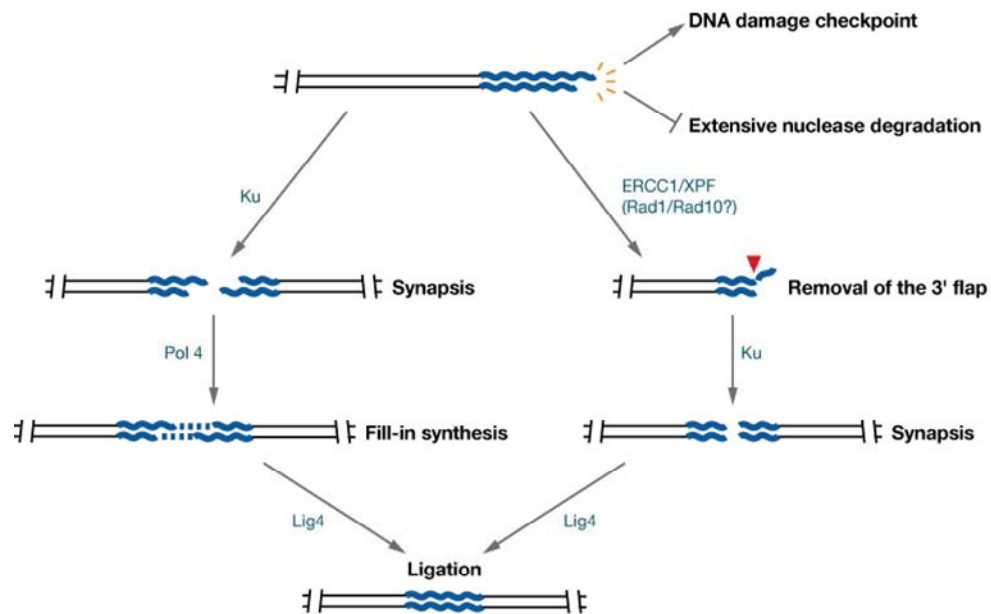 DNA damage checkpoint
Extensive nuclease degradation
Ku
ERCC1/XPF
(Rad1/Rad10?)
Synapsis
Removal of the 3' flap
Pol 4
Ku
Fill-in synthesis
Synapsis
Lig4
Lig4
Ligation